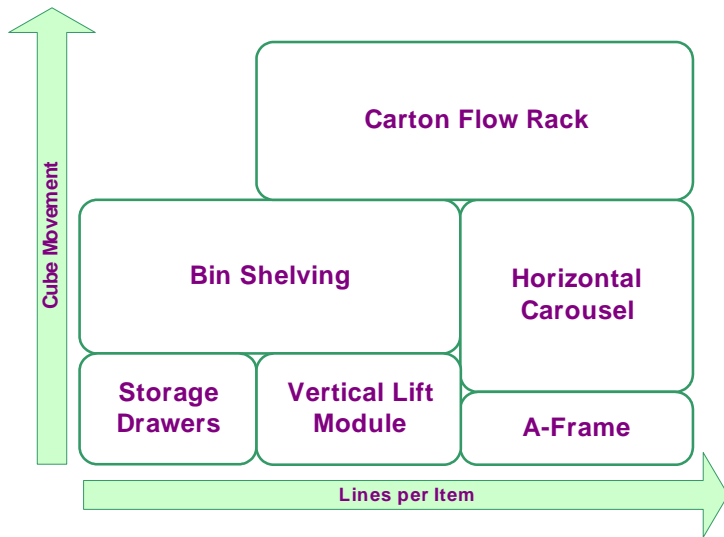 Carton Flow Rack
Cube Movement
Bin Shelving
Horizontal
Carousel
Storage
Drawers
Vertical Lift
Module
A-Frame
Lines per Item